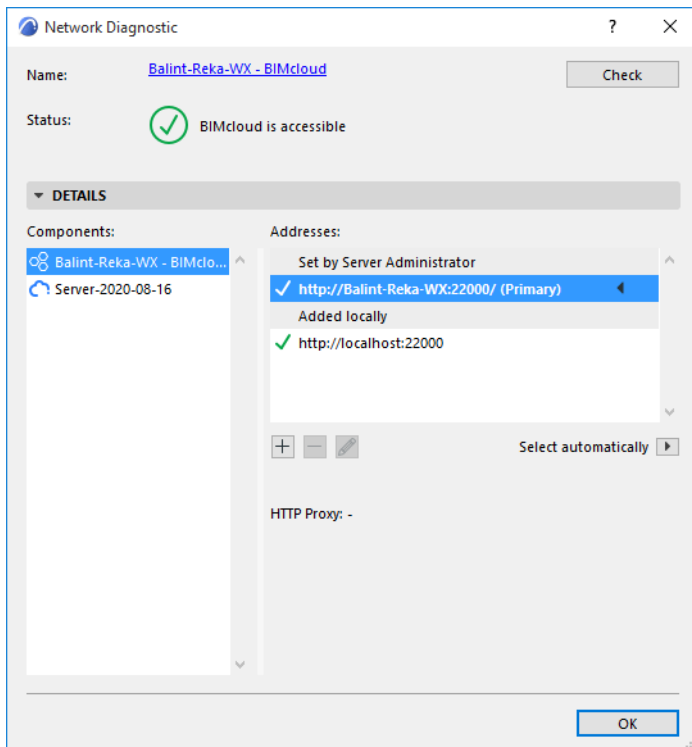 Network Diagnostic
?
Name:
Balint-Reka-WX - BIMcloud
Check
Status:
BIMcloud is accessible
DETAILS
Components:
Balint-Reka-WX - BIMclo...
Server-2020-08-16
Addresses:
Set by Server Administrator
http://Balint-Reka-WX:22000/ (Primary)
Added locally
http://localhost:22000
Select automatically
HTTP Proxy: -
OK